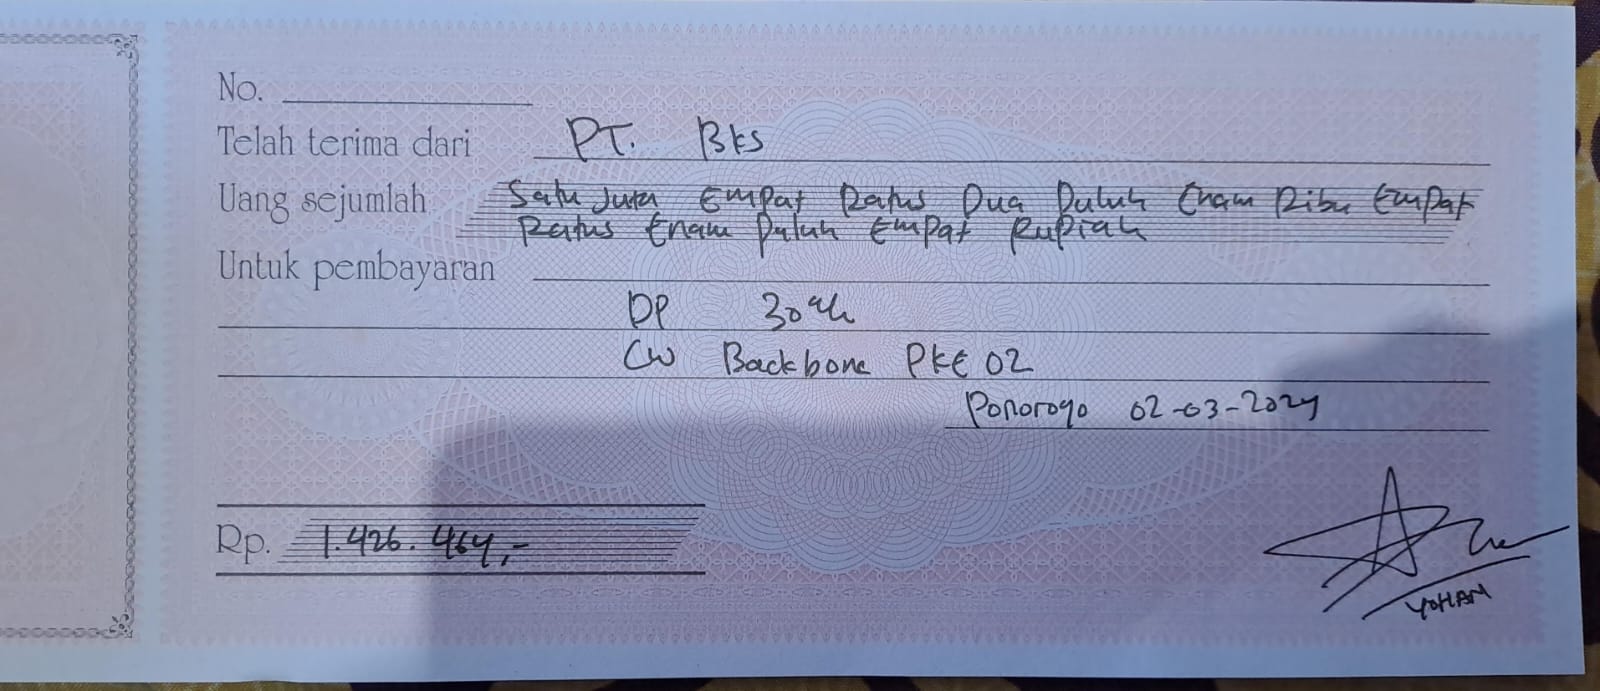 No.
Telah terima dari PT. BKS
Uang sejumlah Satu Juta Empat Ratus Dua Puluh Enam Ribu Empat
Ratus Enam Puluh Empat Rupiah
Untuk pembayaran
DP 30%
CW Backbone PKE 02
Ponorogo 02-03-2024
Rp. 1.426.464,-
YOHAN